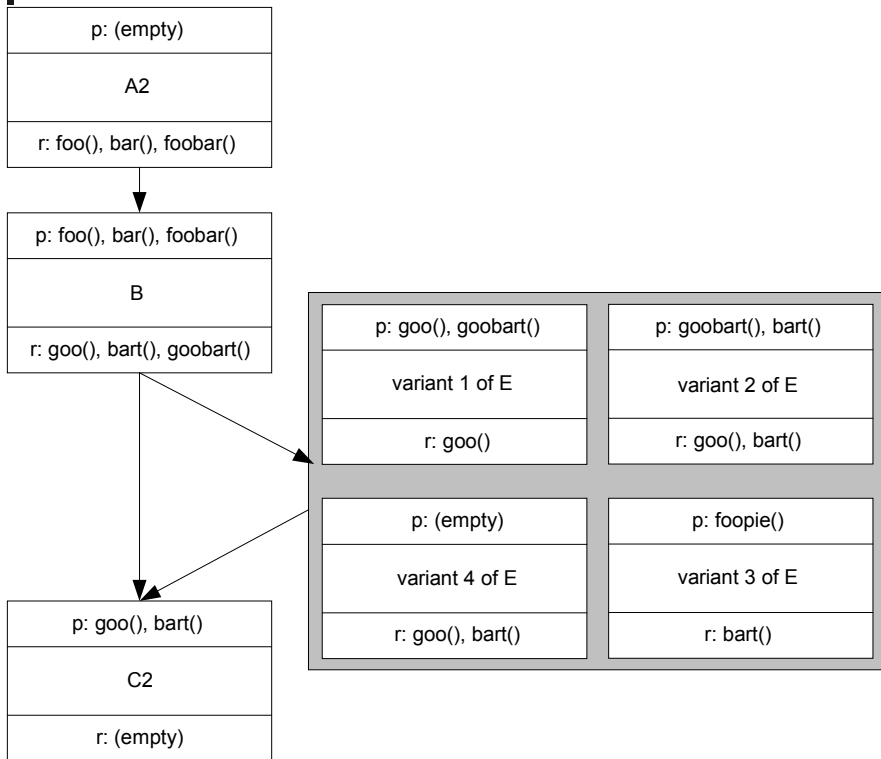 p: (empty)
A2
r: foo(), bar(), foobar()
p: foo(), bar(), foobar()
B
r: goo(), bart(), goobart()
p: goo(), goobart()
variant 1 of E
r: goo()
p: goobart(), bart()
variant 2 of E
r: goo(), bart()
p: (empty)
variant 4 of E
r: goo(), bart()
p: foopie()
variant 3 of E
r: bart()
p: goo(), bart()
C2
r: (empty)